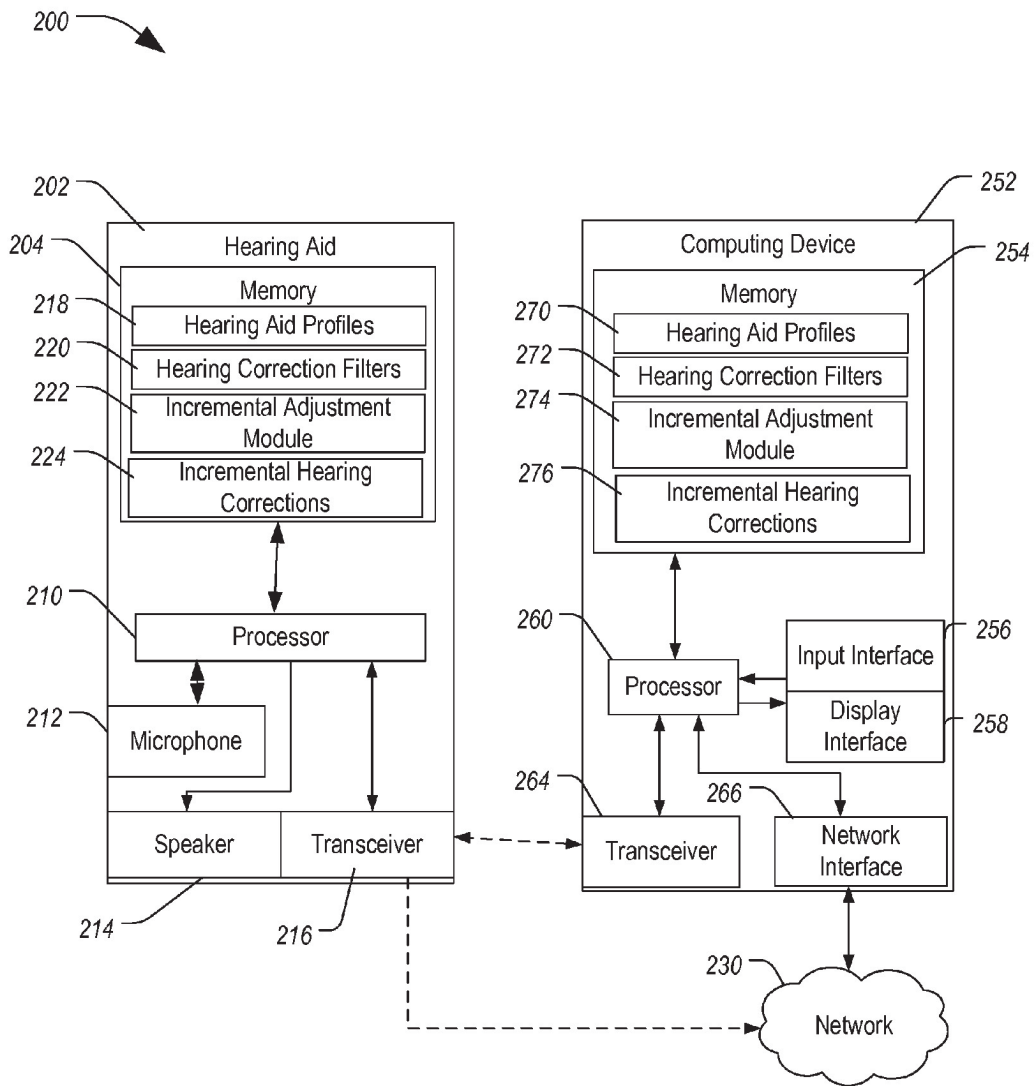 200
202
204
Hearing Aid
Memory
218
Hearing Aid Profiles
220
Hearing Correction Filters
222
Incremental Adjustment
Module
224
Incremental Hearing
Corrections
210
Processor
212
Microphone
Speaker
Transceiver
214
216
252
Computing Device
254
Memory
270
Hearing Aid Profiles
272
Hearing Correction Filters
274
Incremental Adjustment
Module
276
Incremental Hearing
Corrections
260
Processor
256
Input Interface
Display
Interface
258
264
Transceiver
266
Network
Interface
230
Network